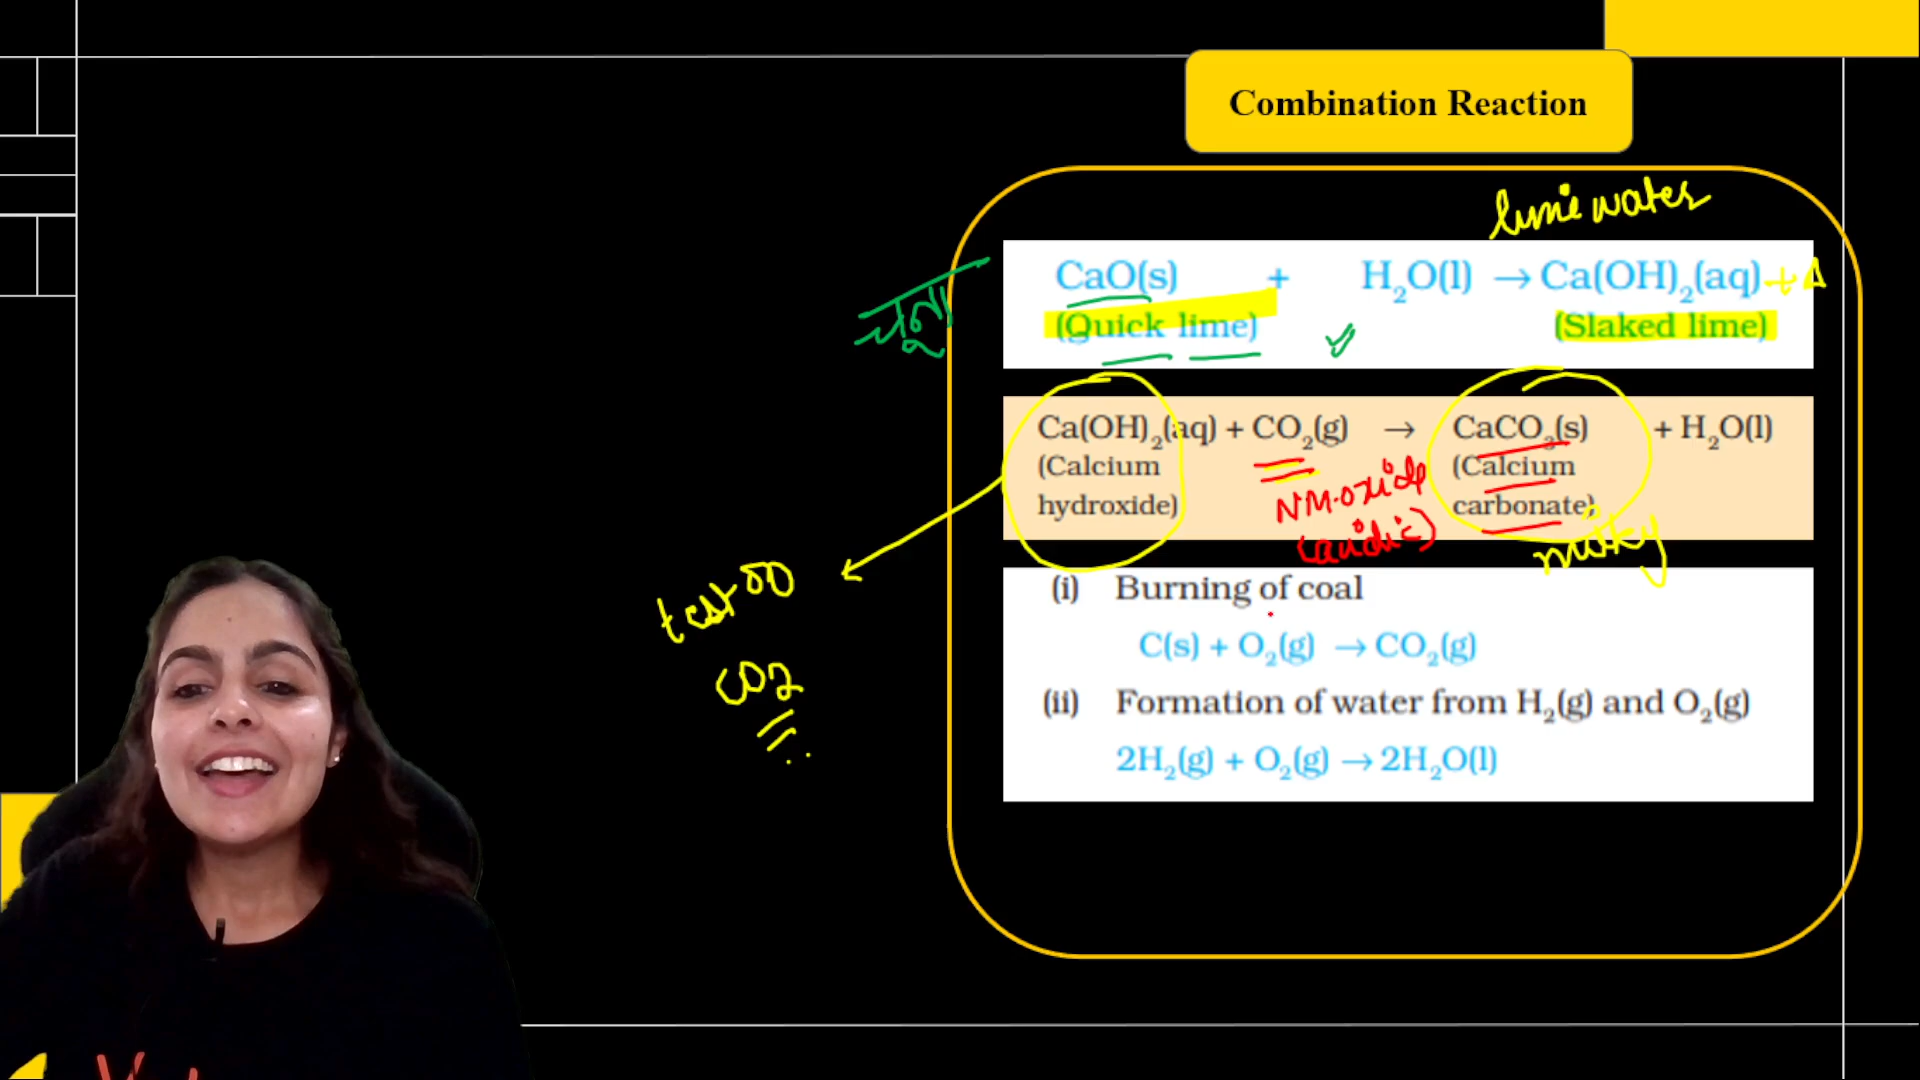 Combination Reaction
lime water
CaO(s) + H₂O(l) → Ca(OH)₂(aq) + Δ
(Quick lime) (Slaked lime)
चूना
Ca(OH)₂(aq) + CO₂(g) → CaCO₃(s) + H₂O(l)
(Calcium hydroxide) (Calcium carbonate)
NM.oxide
(acidic)
milky
test
CO2
(i) Burning of coal
C(s) + O₂(g) → CO₂(g)
(ii) Formation of water from H₂(g) and O₂(g)
2H₂(g) + O₂(g) → 2H₂O(l)